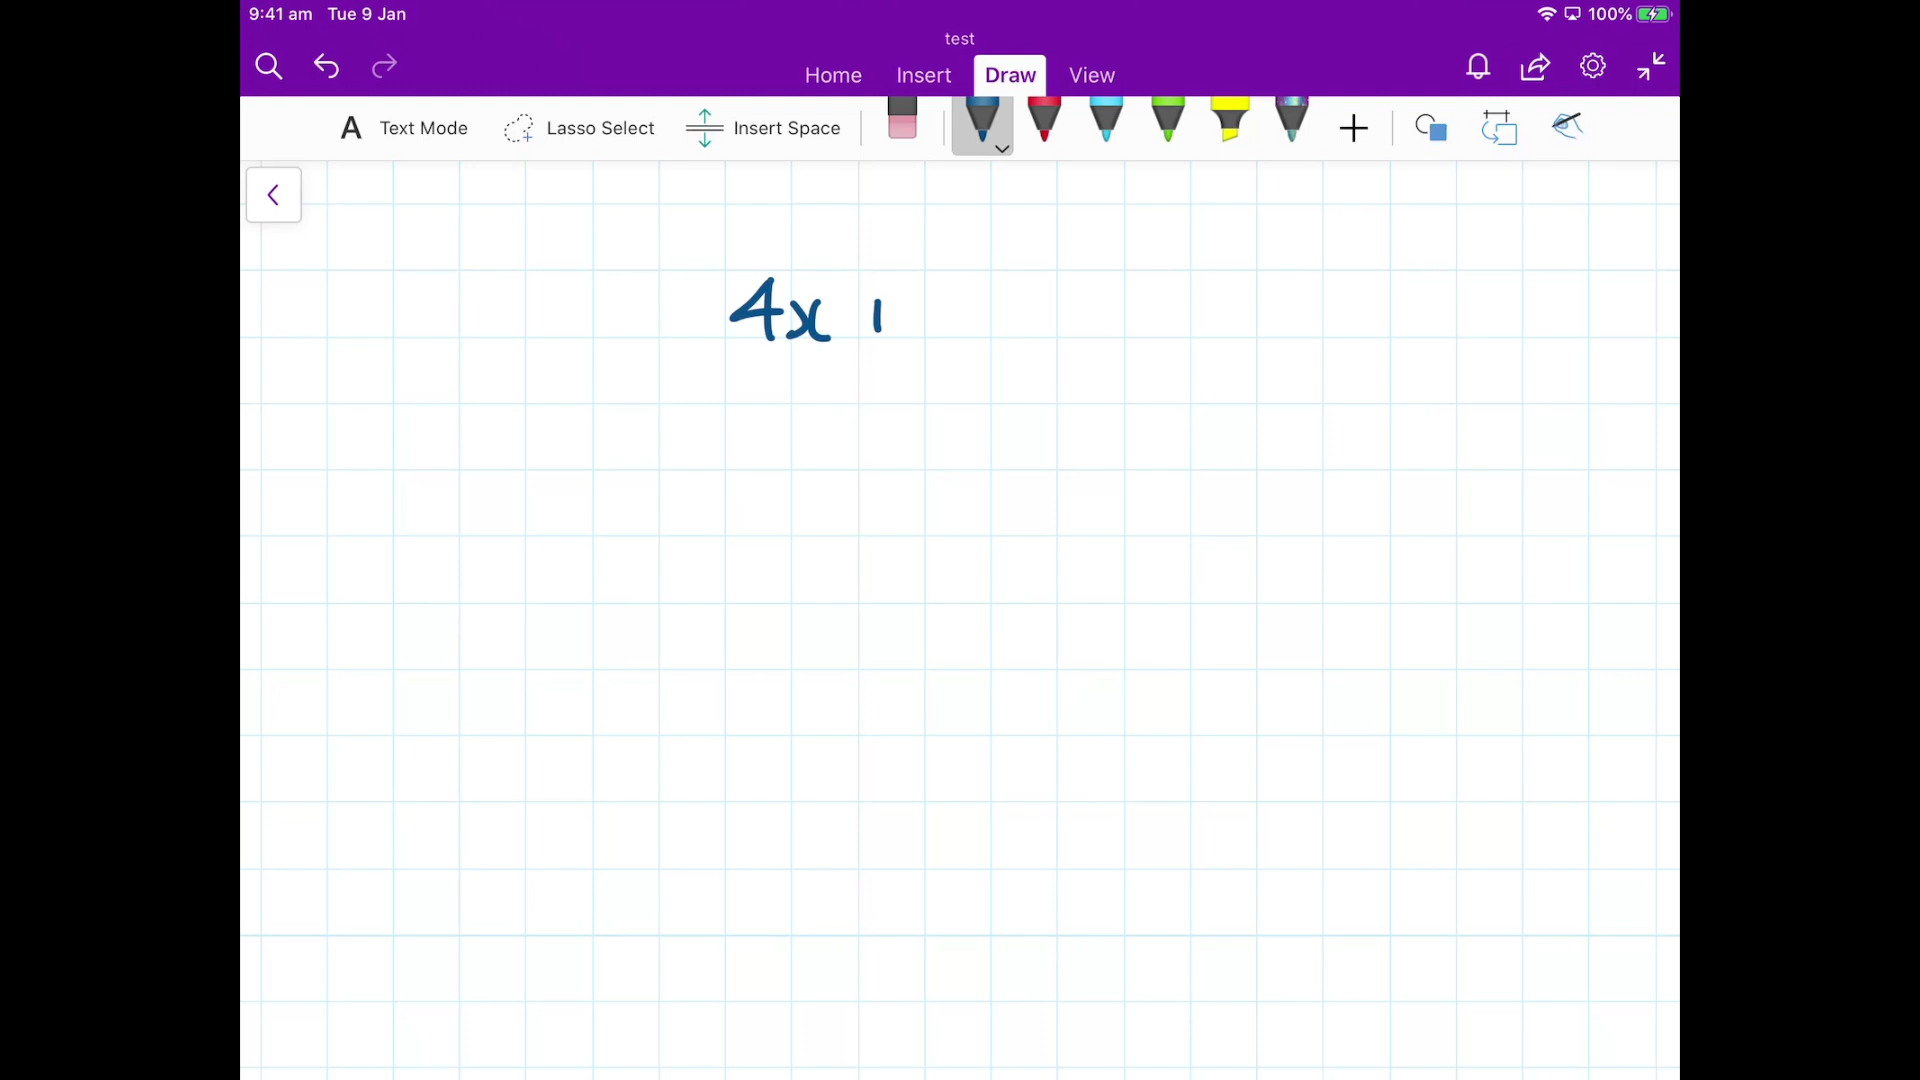 9:41 am Tue 9 Jan 100%
test
Home Insert Draw View
A Text Mode Lasso Select Insert Space
4x ı